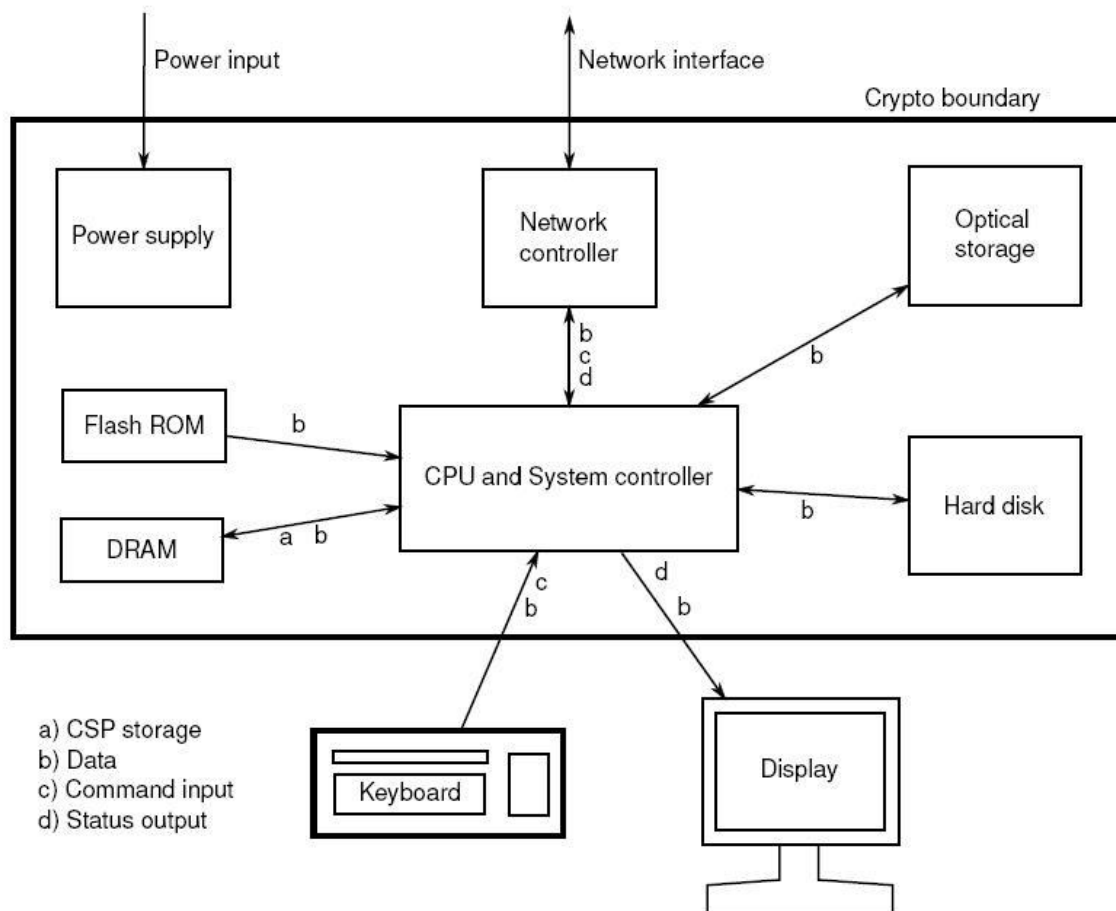 Power input
Network interface
Crypto boundary
Power supply
Network
controller
Optical
storage
b
c
d
b
Flash ROM
b
CPU and System controller
b
Hard disk
DRAM
a b
c
b
d
b
a) CSP storage
b) Data
c) Command input
d) Status output
Keyboard
Display